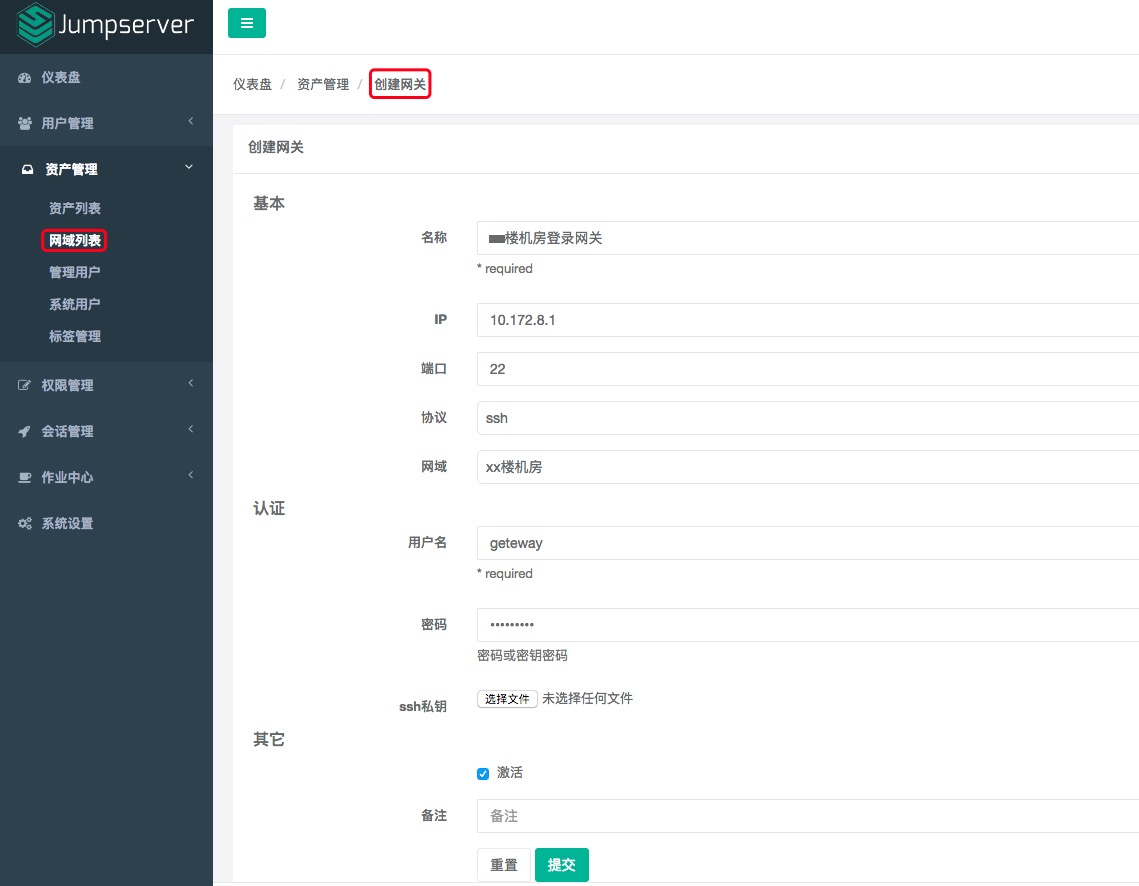 Jumpserver
仪表盘
用户管理
资产管理
资产列表
网域列表
管理用户
系统用户
标签管理
权限管理
会话管理
作业中心
系统设置
仪表盘 / 资产管理 / 创建网关
创建网关
基本
名称 楼机房登录网关
* required
IP 10.172.8.1
端口 22
协议 ssh
网域 xx楼机房
认证
用户名 geteway
* required
密码 •••••••••
密码或密钥密码
ssh私钥 选择文件 未选择任何文件
其它
激活
备注 备注
重置 提交